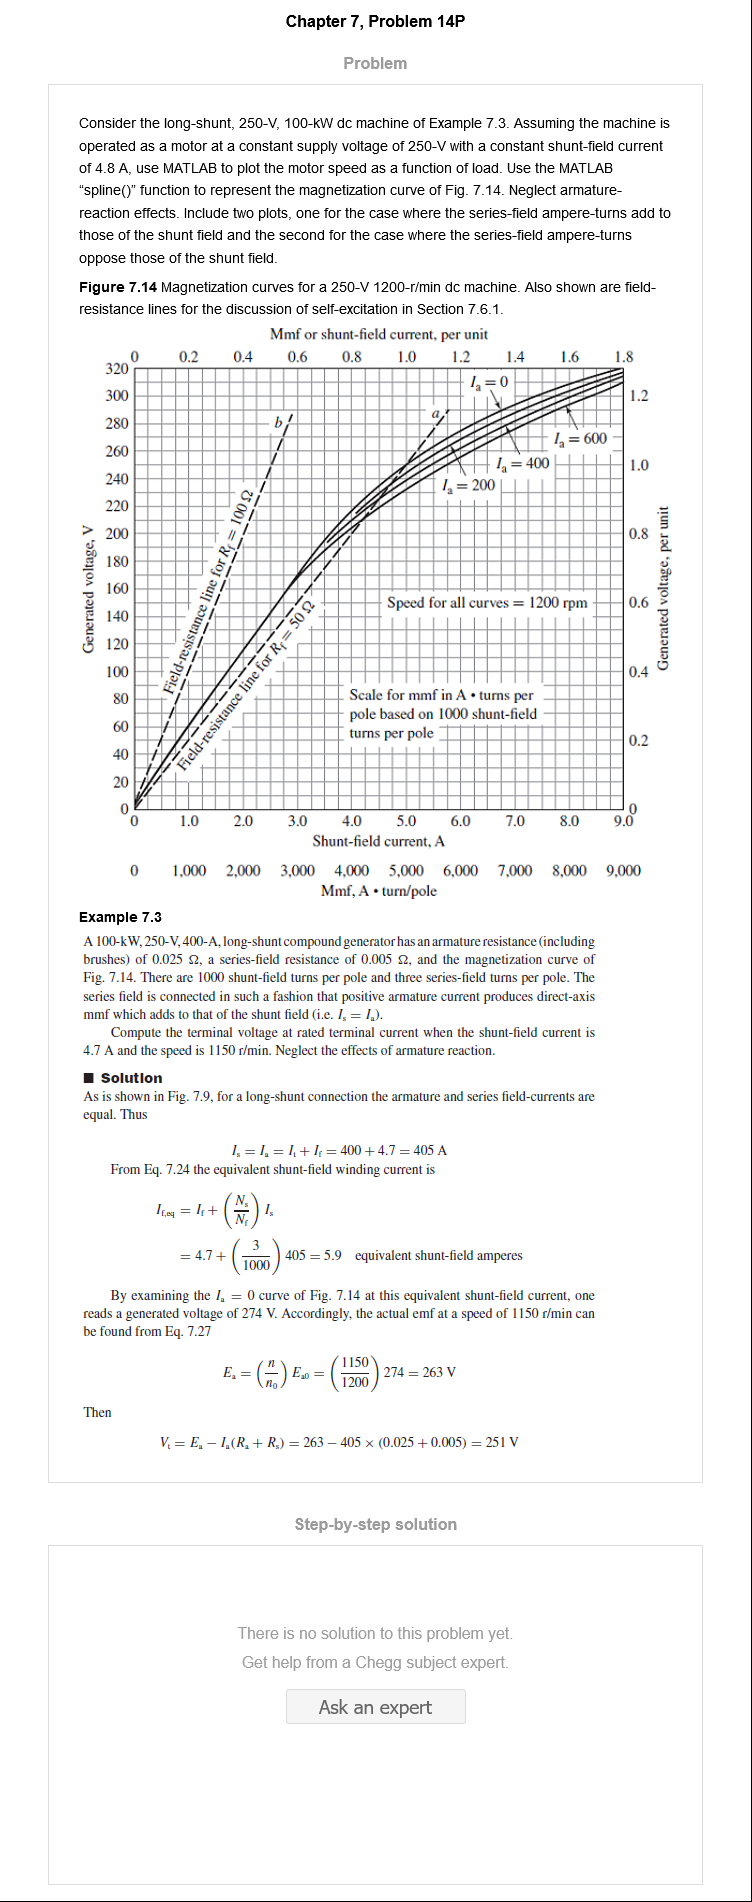 Chapter 7, Problem 14P
Problem
Consider the long-shunt, 250-V, 100-kW dc machine of Example 7.3. Assuming the machine is
operated as a motor at a constant supply voltage of 250-V with a constant shunt-field current
of 4.8 A, use MATLAB to plot the motor speed as a function of load. Use the MATLAB
“spline()” function to represent the magnetization curve of Fig. 7.14. Neglect armature-
reaction effects. Include two plots, one for the case where the series-field ampere-turns add to
those of the shunt field and the second for the case where the series-field ampere-turns
oppose those of the shunt field.
Figure 7.14 Magnetization curves for a 250-V 1200-r/min dc machine. Also shown are field-
resistance lines for the discussion of self-excitation in Section 7.6.1.
Mmf or shunt-field current, per unit
0 0.2 0.4 0.6 0.8 1.0 1.2 1.4 1.6 1.8
320
300
280
260
240
220
200
180
160
140
120
100
80
60
40
20
0
Generated voltage, V
1.2
1.0
0.8
0.6
0.4
0.2
0
Generated voltage, per unit
Iₐ = 0
b
a
Iₐ = 600
Iₐ = 400
Iₐ = 200
Field-resistance line for R_f = 100 Ω
Field-resistance line for R_f = 50 Ω
Speed for all curves = 1200 rpm
Scale for mmf in A • turns per
pole based on 1000 shunt-field
turns per pole
0 1.0 2.0 3.0 4.0 5.0 6.0 7.0 8.0 9.0
Shunt-field current, A
0 1,000 2,000 3,000 4,000 5,000 6,000 7,000 8,000 9,000
Mmf, A • turn/pole
Example 7.3
A 100-kW, 250-V, 400-A, long-shunt compound generator has an armature resistance (including
brushes) of 0.025 Ω, a series-field resistance of 0.005 Ω, and the magnetization curve of
Fig. 7.14. There are 1000 shunt-field turns per pole and three series-field turns per pole. The
series field is connected in such a fashion that positive armature current produces direct-axis
mmf which adds to that of the shunt field (i.e. I_s = I_a).
Compute the terminal voltage at rated terminal current when the shunt-field current is
4.7 A and the speed is 1150 r/min. Neglect the effects of armature reaction.
■ Solution
As is shown in Fig. 7.9, for a long-shunt connection the armature and series field-currents are
equal. Thus
I_s = I_a = I_t + I_f = 400 + 4.7 = 405 A
From Eq. 7.24 the equivalent shunt-field winding current is
I_f,eq = I_f + (N_s/N_f) I_s
= 4.7 + (3/1000) 405 = 5.9 equivalent shunt-field amperes
By examining the I_a = 0 curve of Fig. 7.14 at this equivalent shunt-field current, one
reads a generated voltage of 274 V. Accordingly, the actual emf at a speed of 1150 r/min can
be found from Eq. 7.27
E_a = (n/n_0) E_a0 = (1150/1200) 274 = 263 V
Then
V_t = E_a − I_a(R_a + R_s) = 263 − 405 × (0.025 + 0.005) = 251 V
Step-by-step solution
There is no solution to this problem yet.
Get help from a Chegg subject expert.
Ask an expert